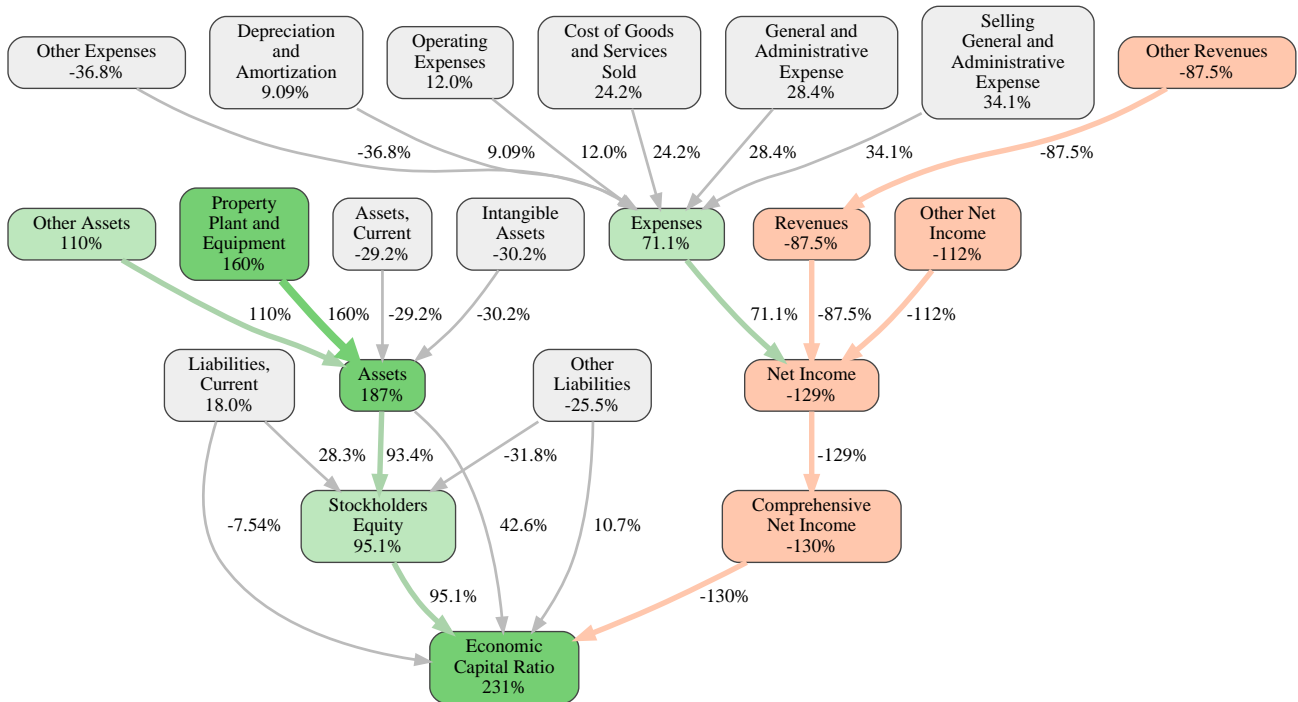 Other Expenses
-36.8%
Depreciation
and
Amortization
9.09%
Operating
Expenses
12.0%
Cost of Goods
and Services
Sold
24.2%
General and
Administrative
Expense
28.4%
Selling
General and
Administrative
Expense
34.1%
Other Revenues
-87.5%
-36.8%
9.09%
12.0%
24.2%
28.4%
34.1%
-87.5%
Other Assets
110%
Property
Plant and
Equipment
160%
Assets,
Current
-29.2%
Intangible
Assets
-30.2%
Expenses
71.1%
Revenues
-87.5%
Other Net
Income
-112%
110%
160%
-29.2%
-30.2%
71.1%
-87.5%
-112%
Liabilities,
Current
18.0%
Assets
187%
Other
Liabilities
-25.5%
Net Income
-129%
28.3%
93.4%
-31.8%
-129%
-7.54%
Stockholders
Equity
95.1%
42.6%
10.7%
Comprehensive
Net Income
-130%
95.1%
-130%
Economic
Capital Ratio
231%